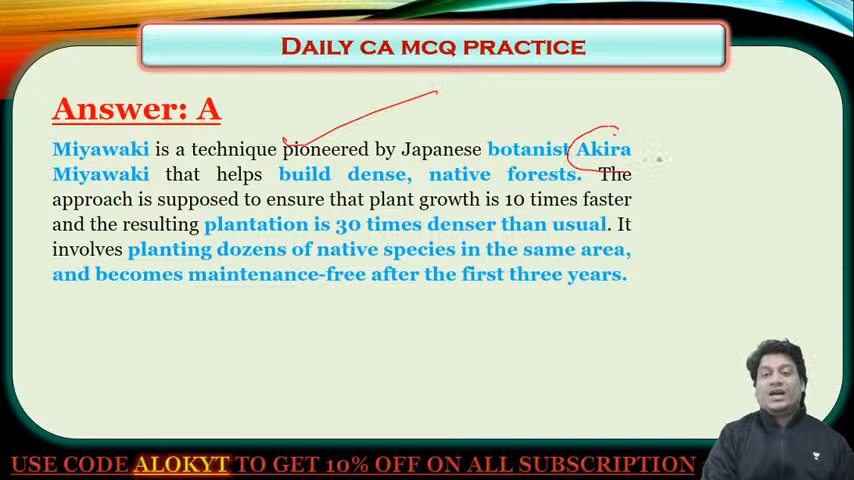 DAILY CA MCQ PRACTICE
Answer: A
Miyawaki is a technique pioneered by Japanese botanist Akira
Miyawaki that helps build dense, native forests. The
approach is supposed to ensure that plant growth is 10 times faster
and the resulting plantation is 30 times denser than usual. It
involves planting dozens of native species in the same area,
and becomes maintenance-free after the first three years.
USE CODE ALOKYT TO GET 10% OFF ON ALL SUBSCRIPTION